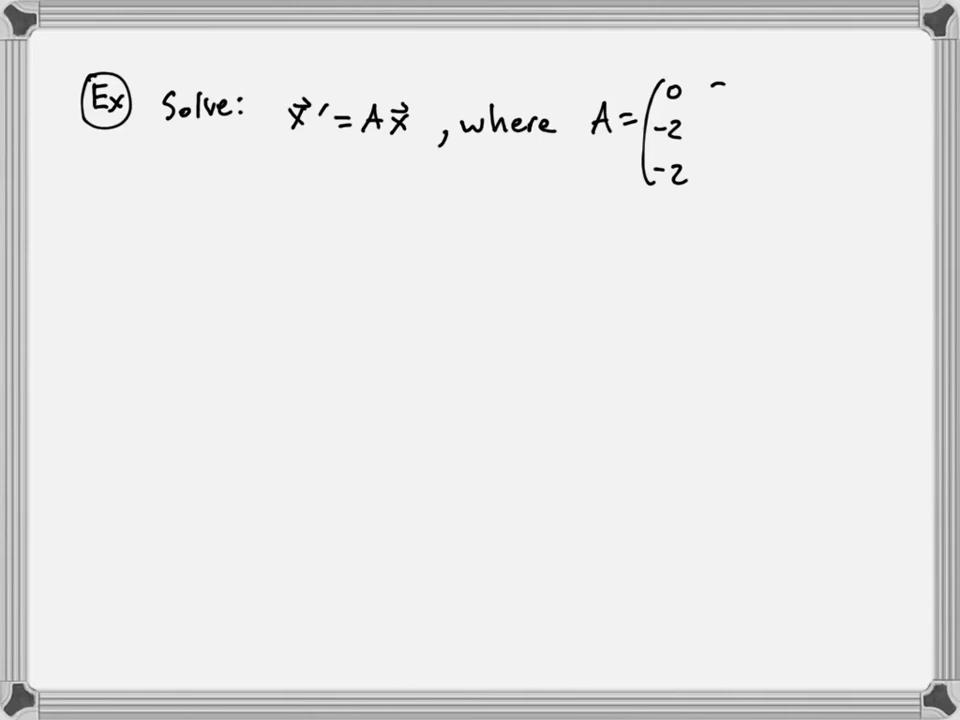 Ex Solve: x⃗' = Ax⃗, where A = ( 0 -
-2
-2